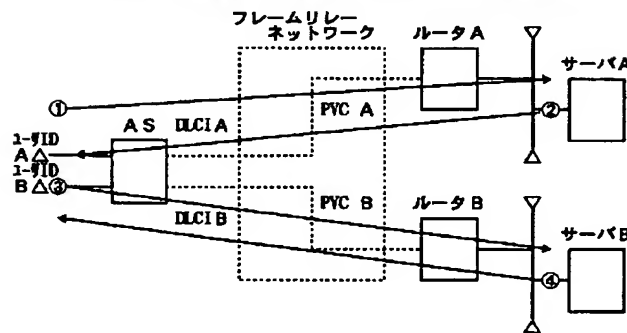 フレームリレー
ネットワーク
ルータA
サーバA
①
AS
DLCI A
PVC A
②
ユーザID
A
ユーザID
B
③
DLCI B
PVC B
ルータB
サーバB
④